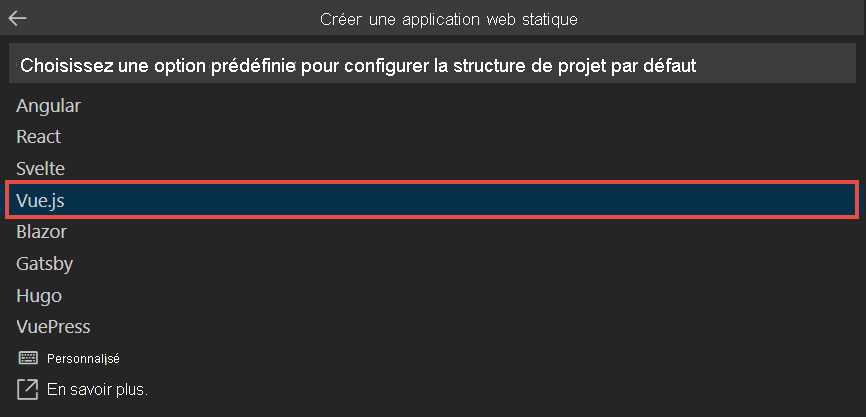 Créer une application web statique
Choisissez une option prédéfinie pour configurer la structure de projet par défaut
Angular
React
Svelte
Vue.js
Blazor
Gatsby
Hugo
VuePress
Personnalisé
En savoir plus.